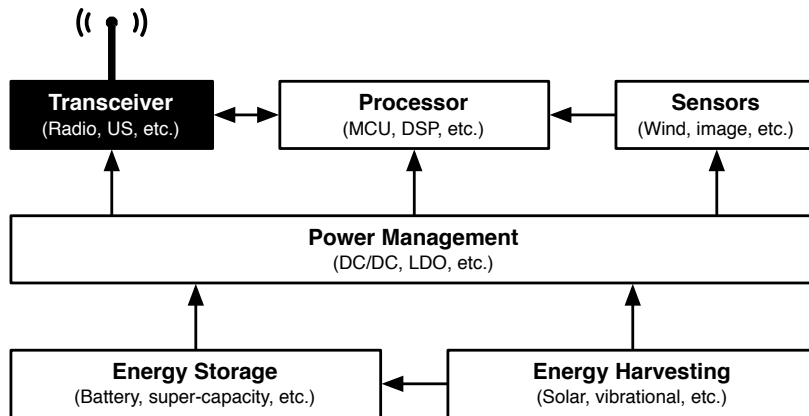 Transceiver
(Radio, US, etc.)
Processor
(MCU, DSP, etc.)
Sensors
(Wind, image, etc.)
Power Management
(DC/DC, LDO, etc.)
Energy Storage
(Battery, super-capacity, etc.)
Energy Harvesting
(Solar, vibrational, etc.)